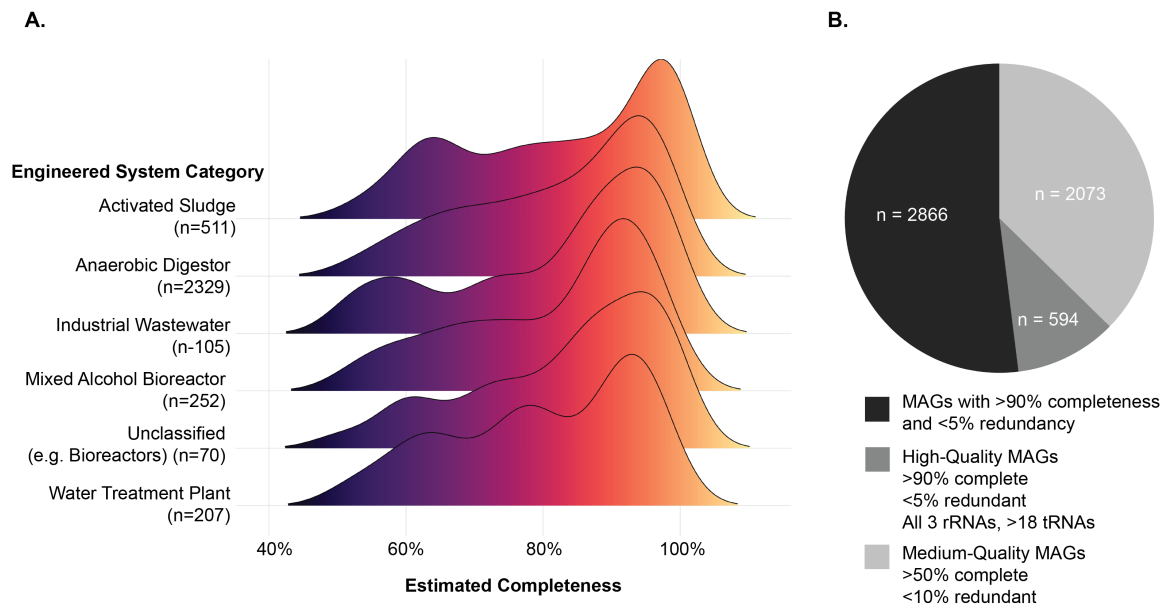 A.
Engineered System Category
Activated Sludge
(n=511)
Anaerobic Digestor
(n=2329)
Industrial Wastewater
(n-105)
Mixed Alcohol Bioreactor
(n=252)
Unclassified
(e.g. Bioreactors) (n=70)
Water Treatment Plant
(n=207)
40%
60%
80%
100%
Estimated Completeness
B.
n = 2866
n = 2073
n = 594
MAGs with >90% completeness
and <5% redundancy
High-Quality MAGs
>90% complete
<5% redundant
All 3 rRNAs, >18 tRNAs
Medium-Quality MAGs
>50% complete
<10% redundant